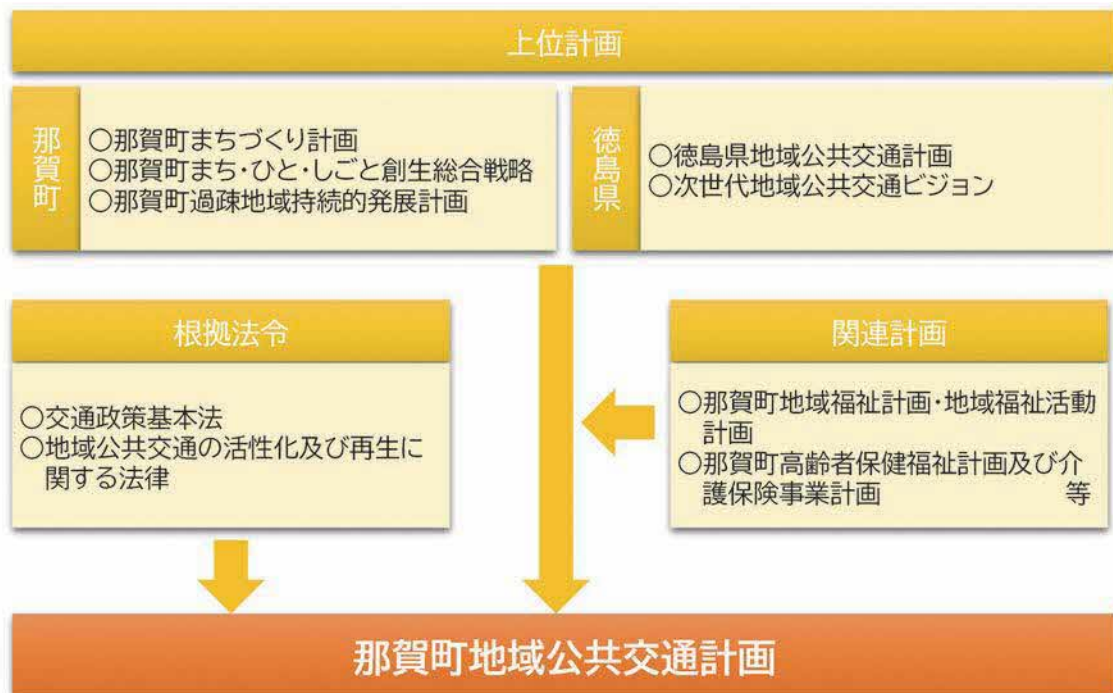 上位計画
那賀町
○那賀町まちづくり計画
○那賀町まち・ひと・しごと創生総合戦略
○那賀町過疎地域持続的発展計画
徳島県
○徳島県地域公共交通計画
○次世代地域公共交通ビジョン
根拠法令
○交通政策基本法
○地域公共交通の活性化及び再生に
関する法律
関連計画
○那賀町地域福祉計画・地域福祉活動
計画
○那賀町高齢者保健福祉計画及び介
護保険事業計画 等
那賀町地域公共交通計画